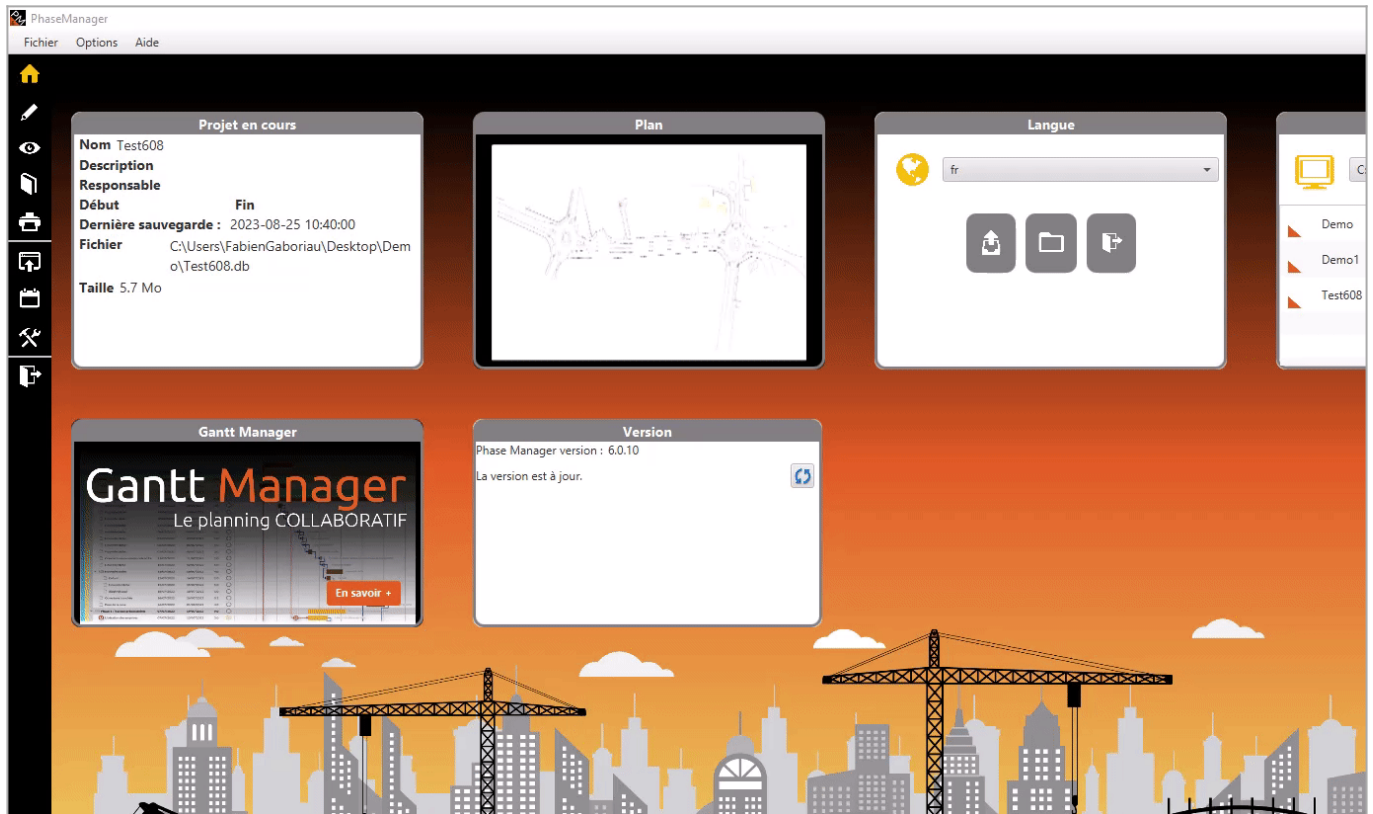 PhaseManager
Fichier Options Aide
Projet en cours
Nom Test608
Description
Responsable
Début Fin
Dernière sauvegarde : 2023-08-25 10:40:00
Fichier C:\Users\FabienGaboriau\Desktop\Dem
o\Test608.db
Taille 5.7 Mo
Plan
Langue
fr
C:
Demo
Demo1
Test608
Gantt Manager
Gantt Manager
Le planning COLLABORATIF
En savoir +
Version
Phase Manager version : 6.0.10
La version est à jour.